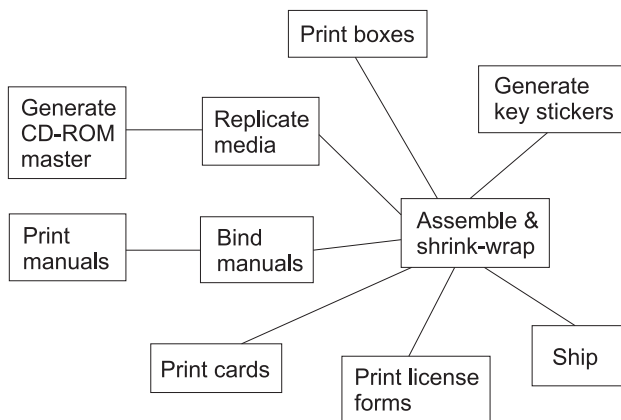 Print boxes
Generate
key stickers
Generate
CD-ROM
master
Replicate
media
Assemble &
shrink-wrap
Print
manuals
Bind
manuals
Print cards
Print license
forms
Ship